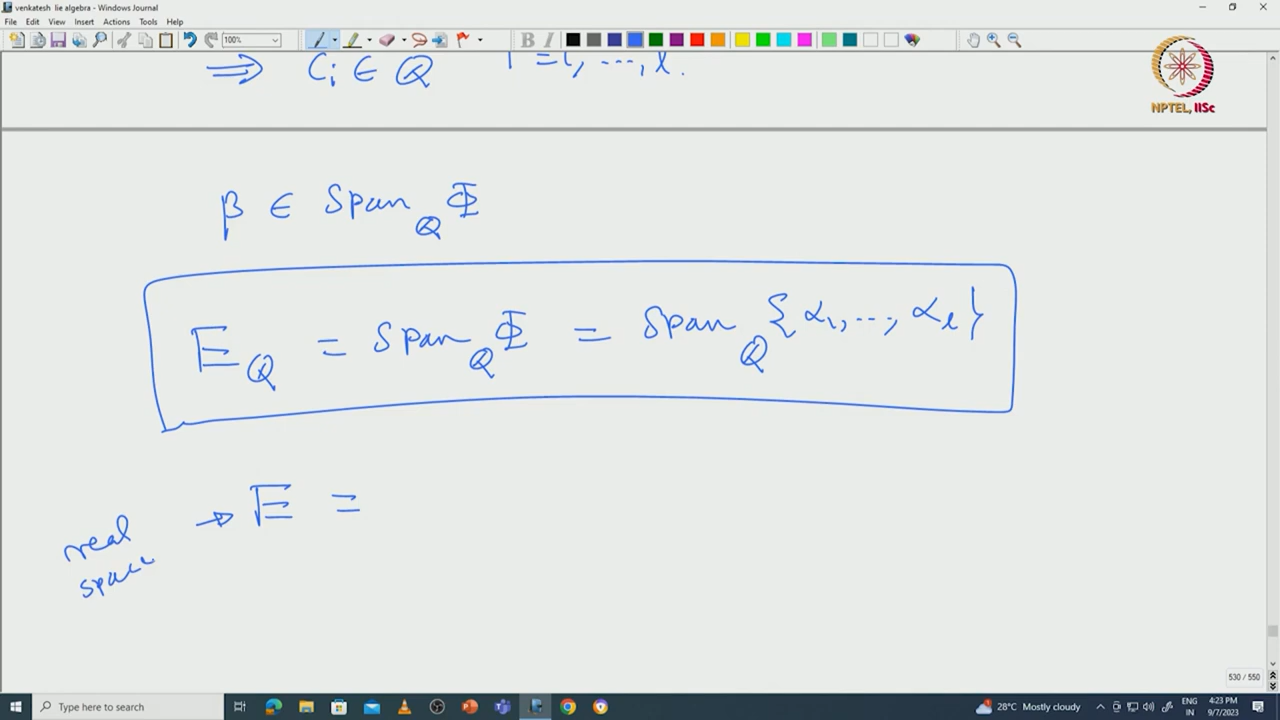 venkatesh lie algebra - Windows Journal
File Edit View Insert Actions Tools Help
100%
B I
NPTEL, IISc
⇒ Ci ∈ Q i = 1, ..., l.
β ∈ Span_Q Φ
E_Q = Span_Q Φ = Span_Q {α₁, ..., α_l}
real space → E =
530 / 550
Type here to search
28°C Mostly cloudy
ENG IN
4:23 PM
9/7/2023